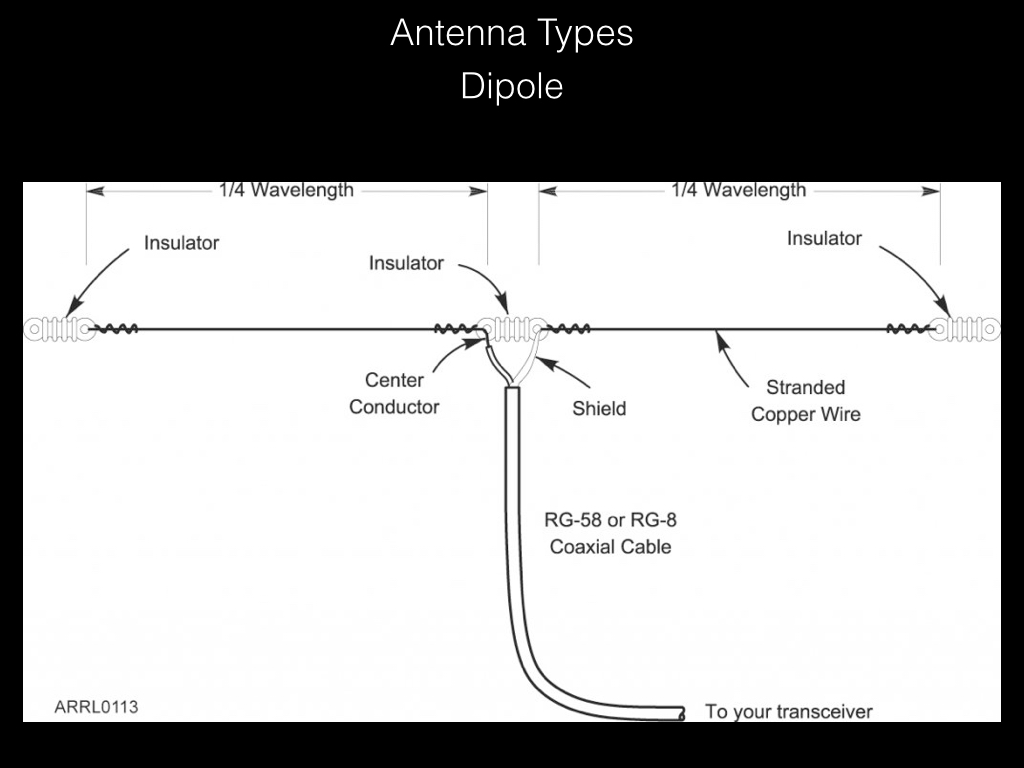 Antenna Types
Dipole
1/4 Wavelength
1/4 Wavelength
Insulator
Insulator
Insulator
Center
Conductor
Shield
Stranded
Copper Wire
RG-58 or RG-8
Coaxial Cable
ARRL0113
To your transceiver